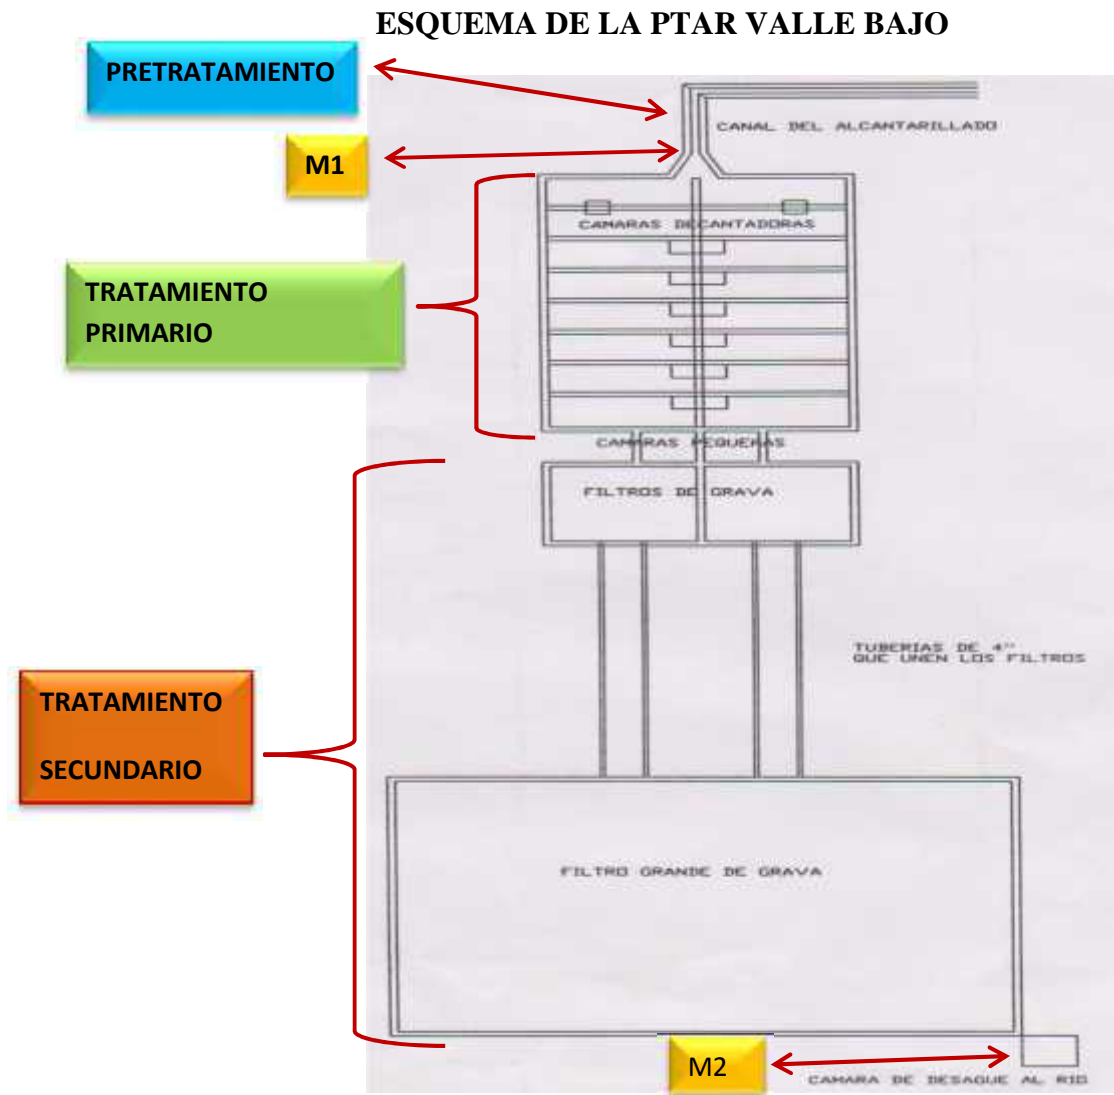 ESQUEMA DE LA PTAR VALLE BAJO
PRETRATAMIENTO
CANAL DEL ALCANTARILLADO
M1
CAMARAS DECANTADORAS
TRATAMIENTO
PRIMARIO
CAMARAS PEQUEÑAS
FILTROS DE GRAVA
TUBERIAS DE 4"
QUE UNEN LOS FILTROS
TRATAMIENTO
SECUNDARIO
FILTRO GRANDE DE GRAVA
M2
CAMARA DE DESAGUE AL RIO